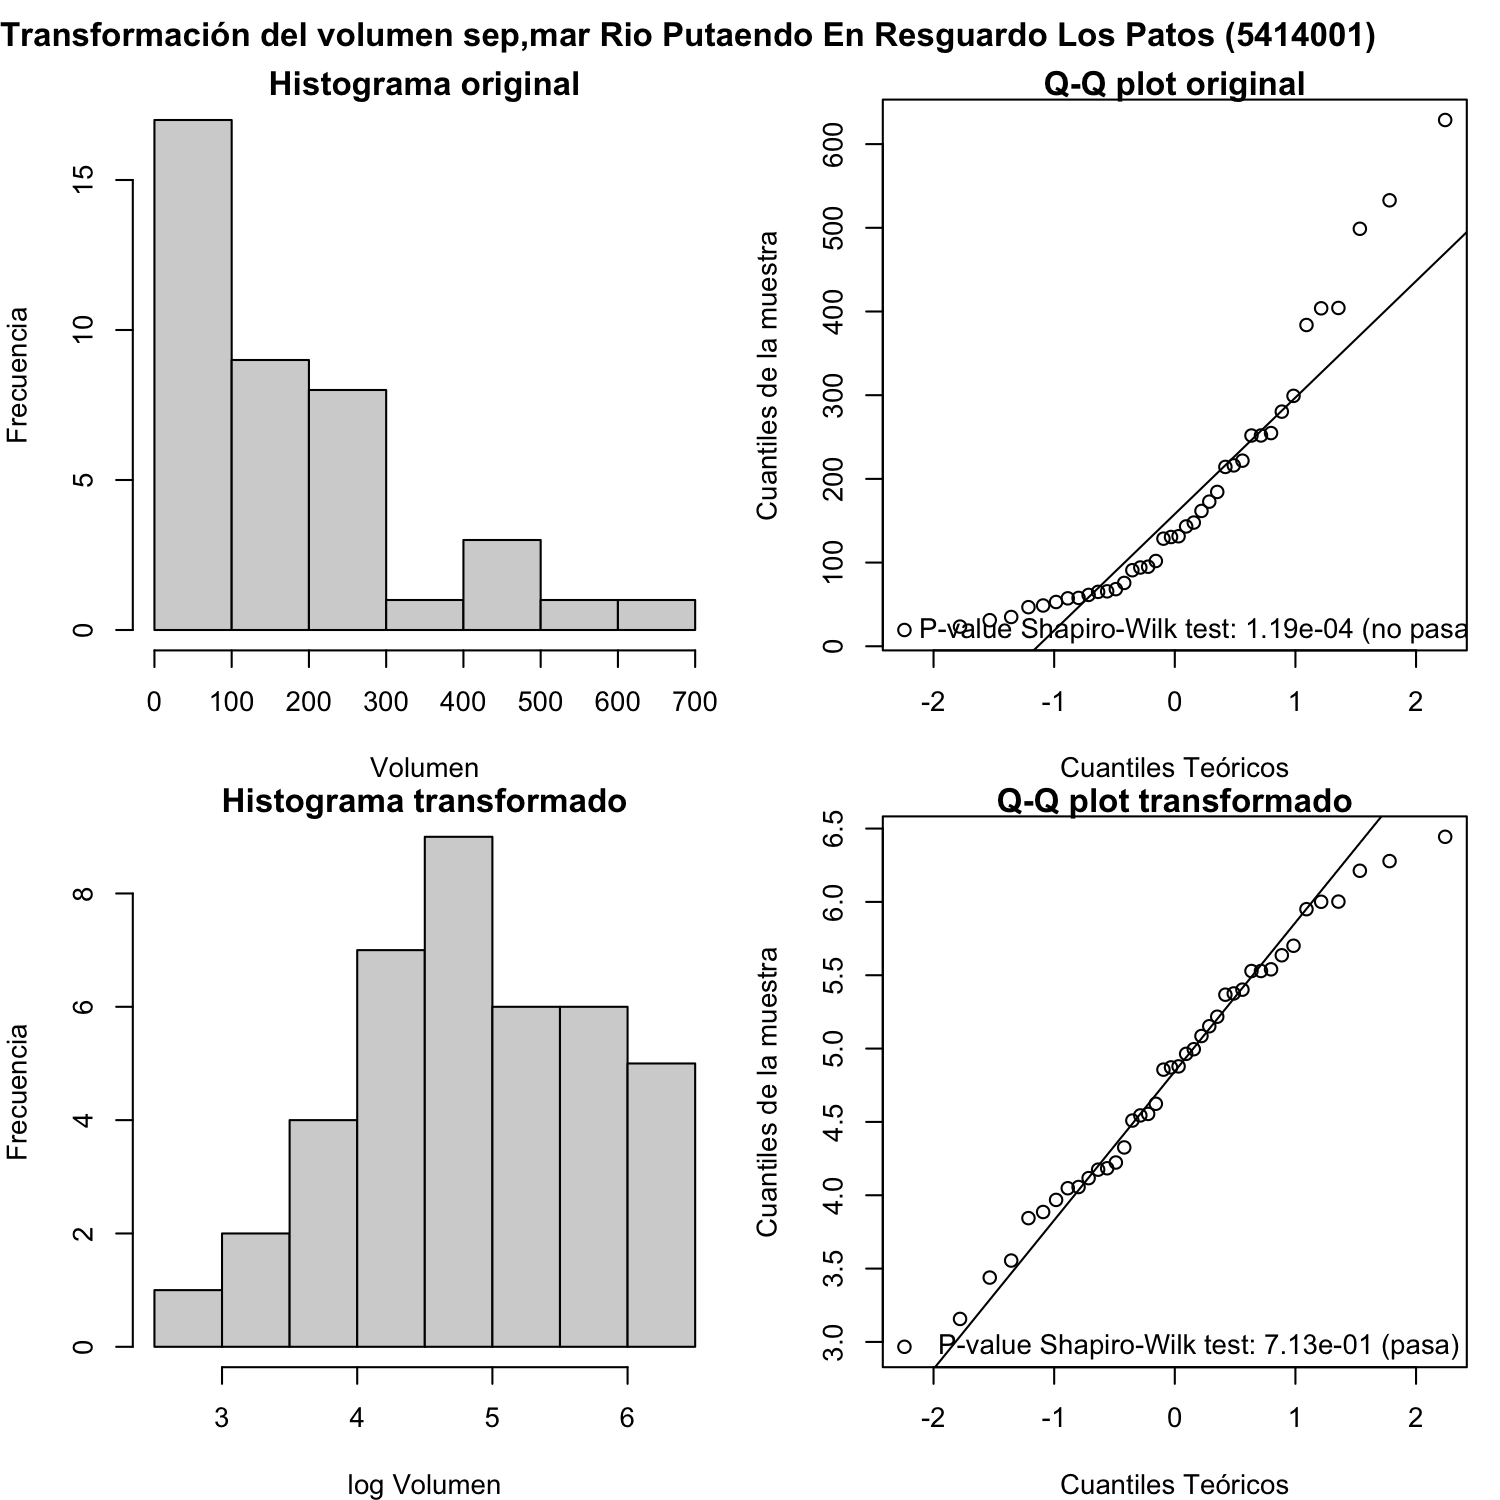 Transformación del volumen sep,mar Rio Putaendo En Resguardo Los Patos (5414001)
Histograma original
Frecuencia
15
10
5
0
0 100 200 300 400 500 600 700
Volumen
Q-Q plot original
Cuantiles de la muestra
600
500
400
300
200
100
0
P-value Shapiro-Wilk test: 1.19e-04 (no pasa
-2 -1 0 1 2
Cuantiles Teóricos
Histograma transformado
Frecuencia
8
6
4
2
0
3 4 5 6
log Volumen
Q-Q plot transformado
Cuantiles de la muestra
6.5
6.0
5.5
5.0
4.5
4.0
3.5
3.0
P-value Shapiro-Wilk test: 7.13e-01 (pasa)
-2 -1 0 1 2
Cuantiles Teóricos